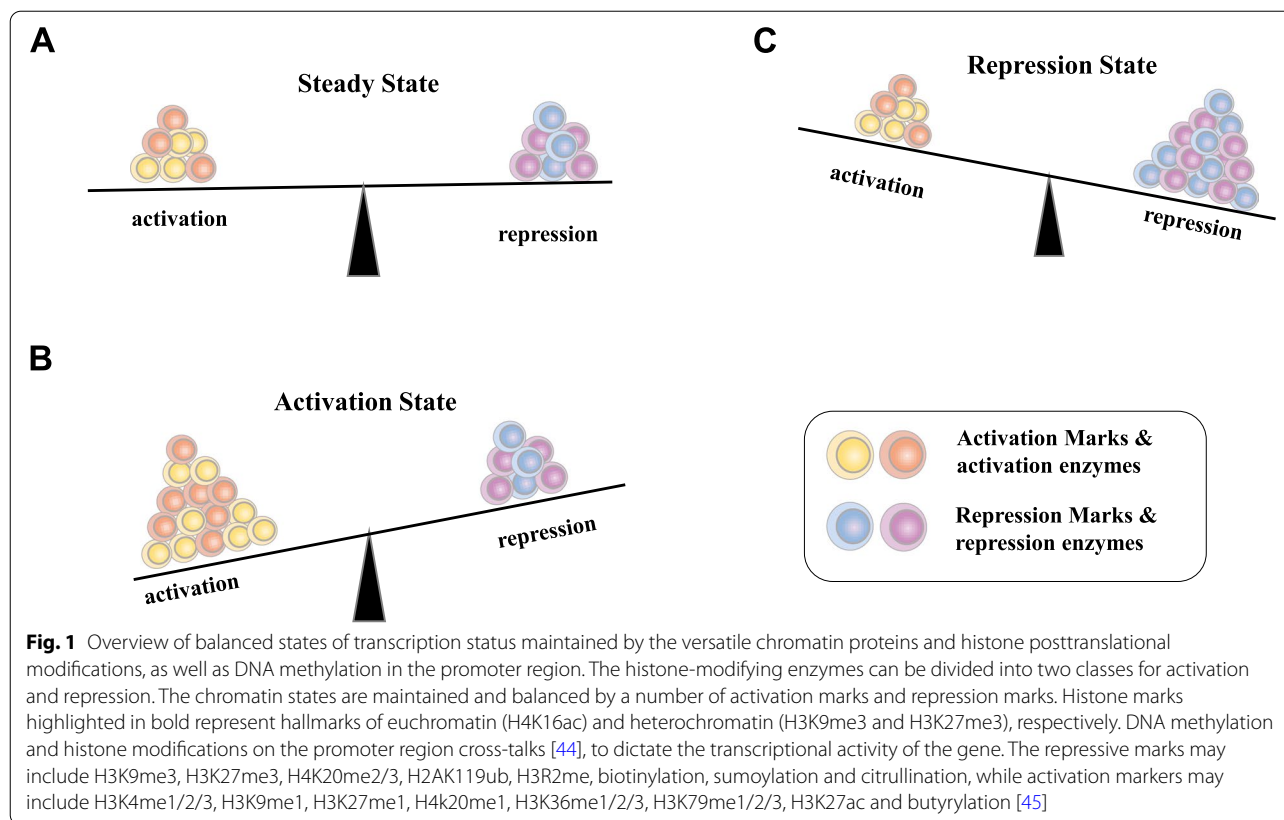 A
Steady State
activation
repression
C
Repression State
activation
repression
B
Activation State
activation
repression
Activation Marks &
activation enzymes
Repression Marks &
repression enzymes
Fig. 1 Overview of balanced states of transcription status maintained by the versatile chromatin proteins and histone posttranslational
modifications, as well as DNA methylation in the promoter region. The histone-modifying enzymes can be divided into two classes for activation
and repression. The chromatin states are maintained and balanced by a number of activation marks and repression marks. Histone marks
highlighted in bold represent hallmarks of euchromatin (H4K16ac) and heterochromatin (H3K9me3 and H3K27me3), respectively. DNA methylation
and histone modifications on the promoter region cross-talks [44], to dictate the transcriptional activity of the gene. The repressive marks may
include H3K9me3, H3K27me3, H4K20me2/3, H2AK119ub, H3R2me, biotinylation, sumoylation and citrullination, while activation markers may
include H3K4me1/2/3, H3K9me1, H3K27me1, H4k20me1, H3K36me1/2/3, H3K79me1/2/3, H3K27ac and butyrylation [45]